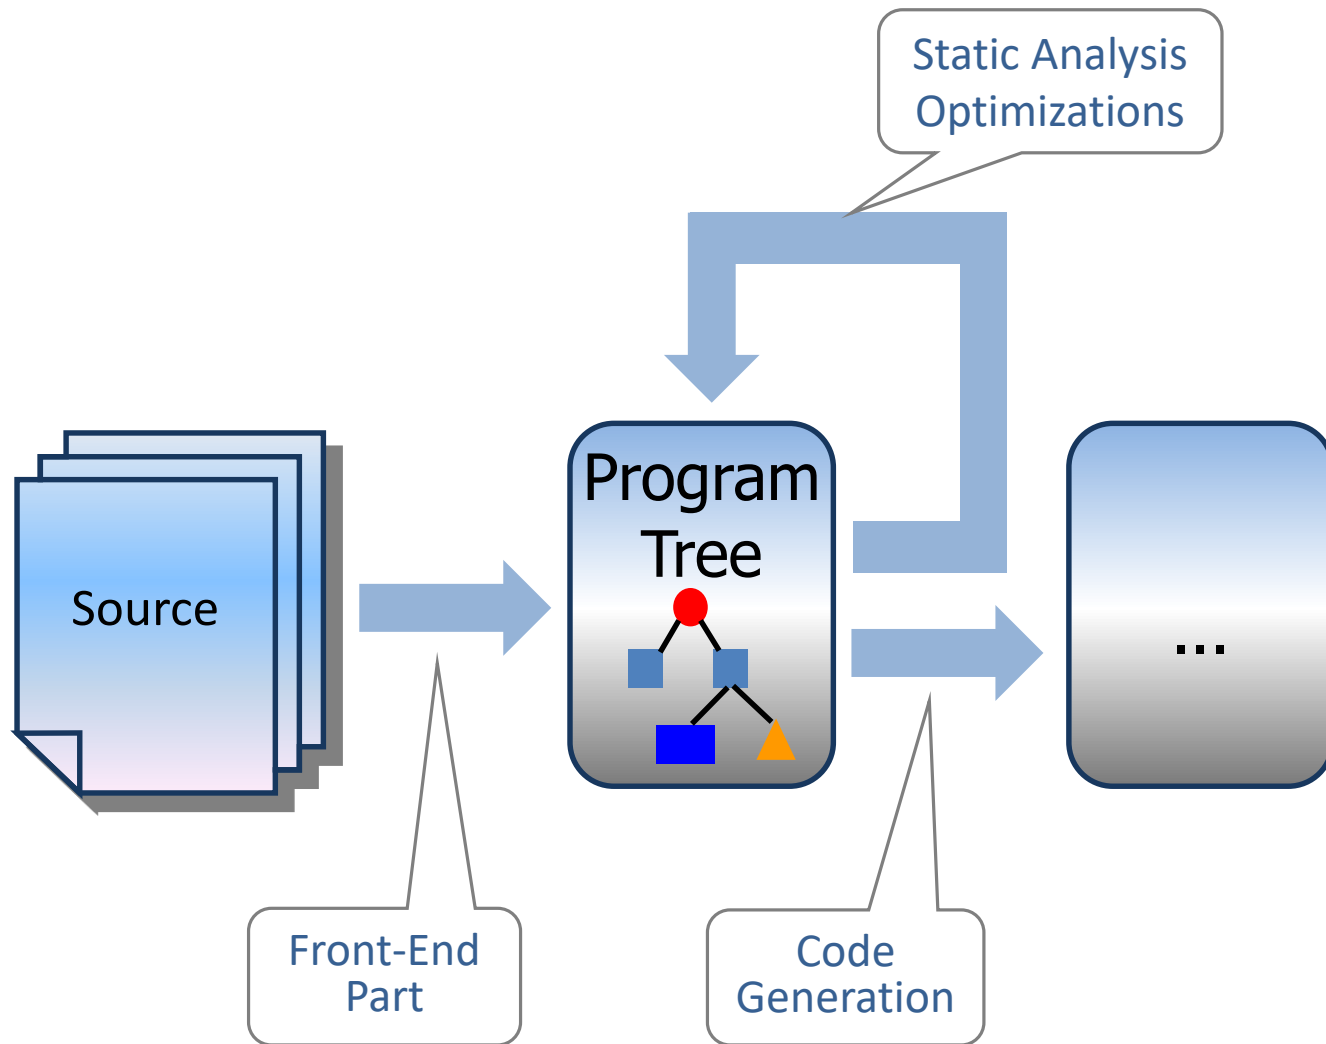 Static Analysis
Optimizations
Program
Tree
Source
...
Front-End
Part
Code
Generation